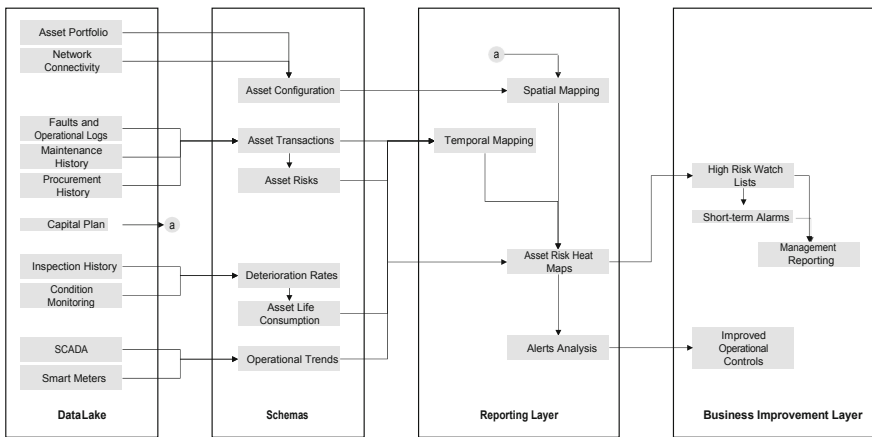 Asset Portfolio
Network
Connectivity
Faults and
Operational Logs
Maintenance
History
Procurement
History
Capital Plan
a
Inspection History
Condition
Monitoring
SCADA
Smart Meters
DataLake
Asset Configuration
Asset Transactions
Asset Risks
Deterioration Rates
Asset Life
Consumption
Operational Trends
Schemas
a
Spatial Mapping
Temporal Mapping
Asset Risk Heat
Maps
Alerts Analysis
Reporting Layer
High Risk Watch
Lists
Short-term Alarms
Management
Reporting
Improved
Operational
Controls
Business Improvement Layer